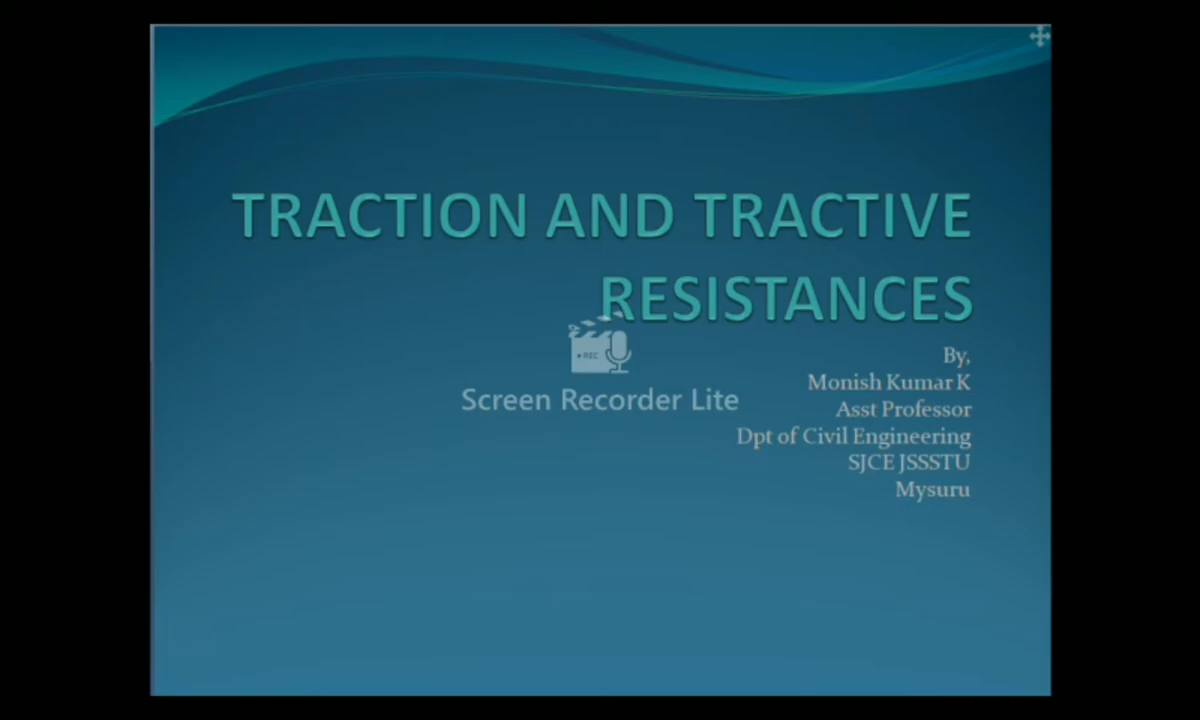 TRACTION AND TRACTIVE
RESISTANCES
REC
Screen Recorder Lite
By,
Monish Kumar K
Asst Professor
Dpt of Civil Engineering
SJCE JSSSTU
Mysuru